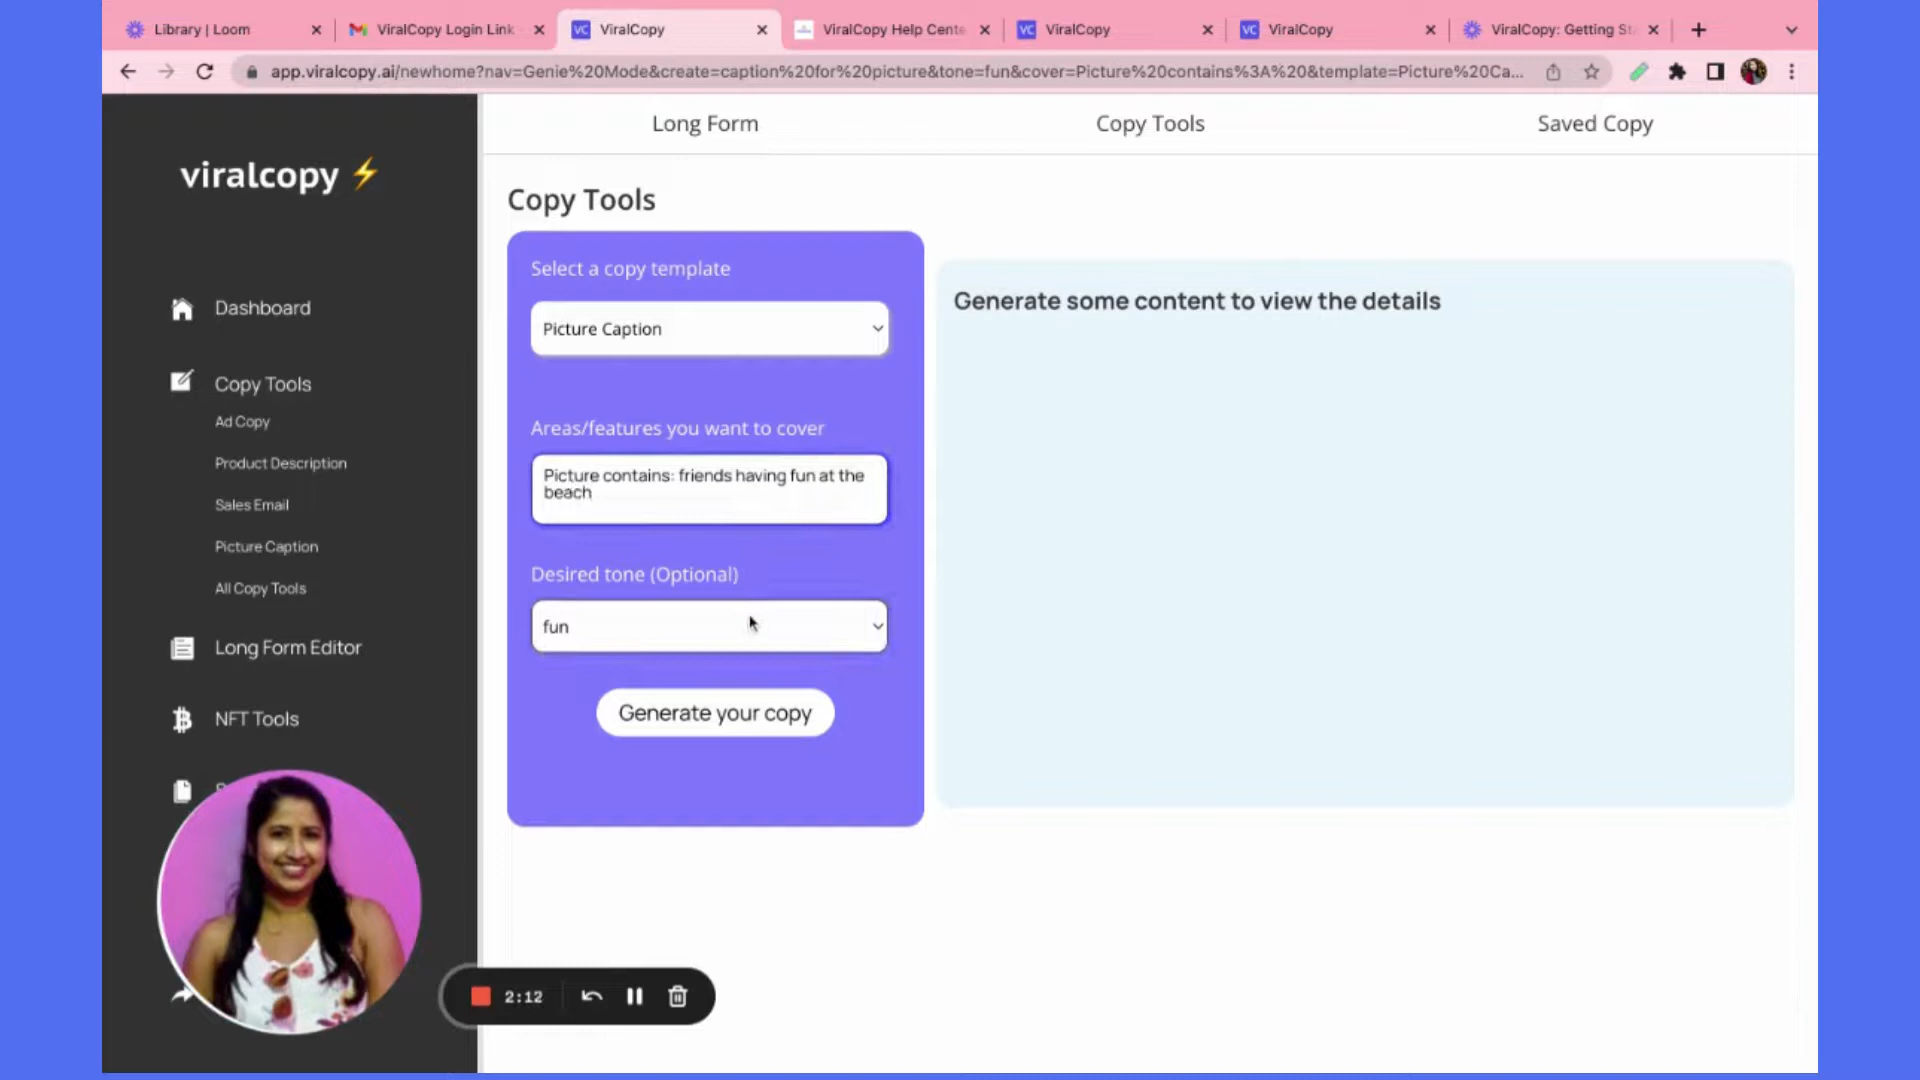 Library | Loom
ViralCopy Login Link
VC ViralCopy
ViralCopy Help Cente
VC ViralCopy
VC ViralCopy
ViralCopy: Getting St
app.viralcopy.ai/newhome?nav=Genie%20Mode&create=caption%20for%20picture&tone=fun&cover=Picture%20contains%3A%20&template=Picture%20Ca...
viralcopy
Dashboard
Copy Tools
Ad Copy
Product Description
Sales Email
Picture Caption
All Copy Tools
Long Form Editor
NFT Tools
Long Form
Copy Tools
Saved Copy
Copy Tools
Select a copy template
Picture Caption
Areas/features you want to cover
Picture contains: friends having fun at the
beach
Desired tone (Optional)
fun
Generate your copy
Generate some content to view the details
2:12